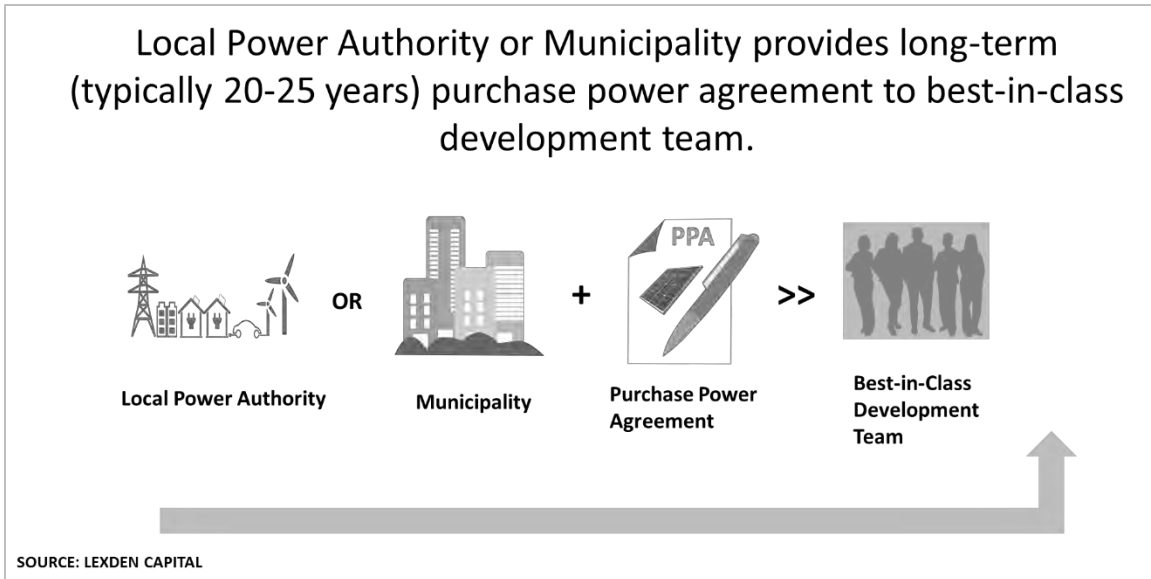 Local Power Authority or Municipality provides long-term
(typically 20-25 years) purchase power agreement to best-in-class
development team.
PPA
OR
+
>>
Local Power Authority
Municipality
Purchase Power
Agreement
Best-in-Class
Development
Team
SOURCE: LEXDEN CAPITAL